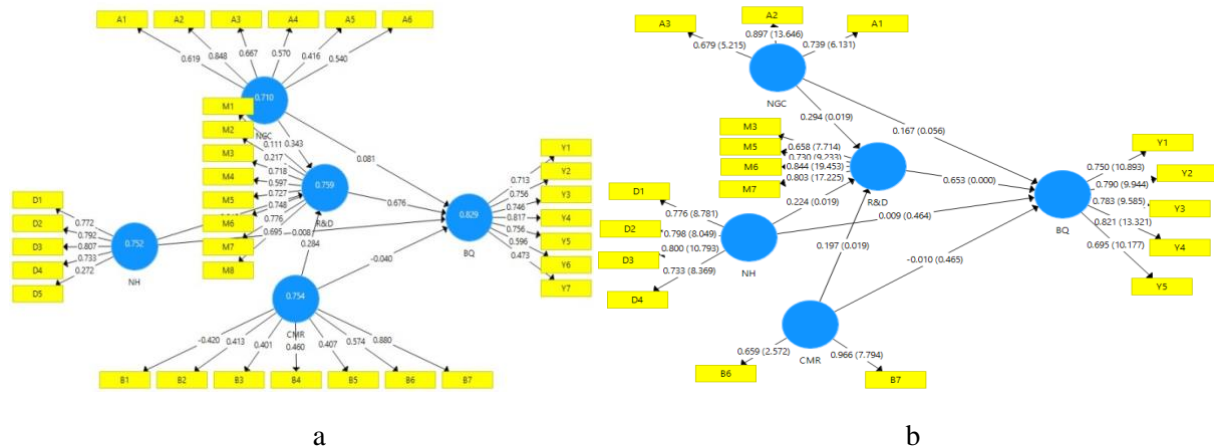 A1 A2 A3 A4 A5 A6
0.619 0.848 0.667 0.570 0.416 0.540
0.710
NGC
M1
M2
M3
M4
M5
M6
M7
M8
0.111
0.217
0.718
0.597
0.727
0.748
0.776
0.695
0.343
0.081
0.759
R&D
0.676
0.008
0.284
-0.040
D1
D2
D3
D4
D5
0.772
0.792
0.807
0.733
0.272
0.752
NH
0.829
BQ
0.713
0.756
0.746
0.817
0.756
0.596
0.473
Y1
Y2
Y3
Y4
Y5
Y6
Y7
0.754
CMR
-0.420 0.413 0.401 0.460 0.407 0.574 0.880
B1 B2 B3 B4 B5 B6 B7
a
A3 A2 A1
0.679 (5.215) 0.897 (13.646) 0.739 (6.131)
NGC
0.294 (0.019)
0.167 (0.056)
M3
M5
M6
M7
0.658 (7.714)
0.730 (9.233)
0.844 (19.453)
0.803 (17.225)
R&D
0.653 (0.000)
0.224 (0.019)
0.009 (0.464)
0.197 (0.019)
-0.010 (0.465)
D1
D2
D3
D4
0.776 (8.781)
0.798 (8.049)
0.800 (10.793)
0.733 (8.369)
NH
BQ
Y1
Y2
Y3
Y4
Y5
0.750 (10.893)
0.790 (9.944)
0.783 (9.585)
0.821 (13.321)
0.695 (10.177)
CMR
0.659 (2.572) 0.966 (7.794)
B6 B7
b